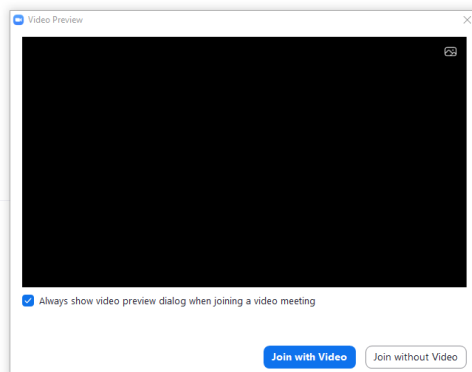 Video Preview
Always show video preview dialog when joining a video meeting
Join with Video
Join without Video